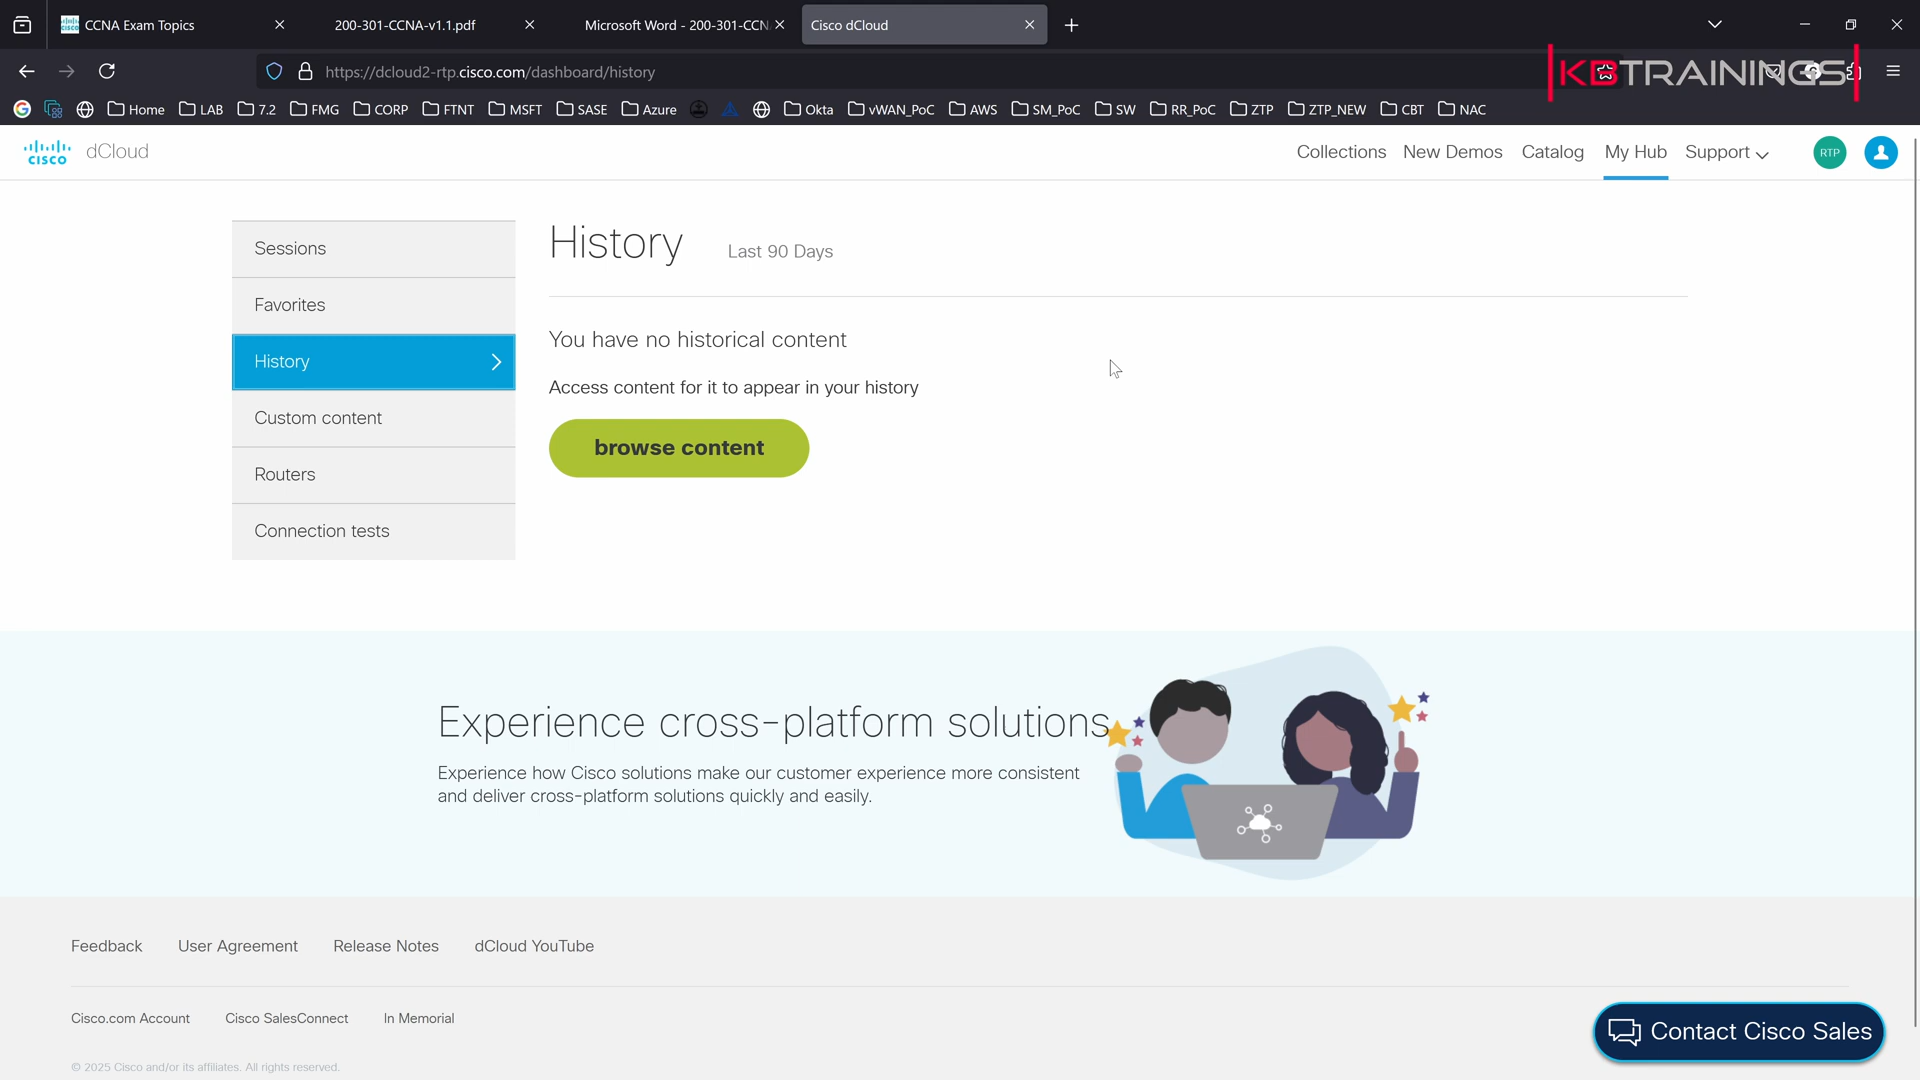 CCNA Exam Topics
200-301-CCNA-v1.1.pdf
Microsoft Word - 200-301-CCN
Cisco dCloud
https://dcloud2-rtp.cisco.com/dashboard/history
KBTRAININGS
Home LAB 7.2 FMG CORP FTNT MSFT SASE Azure Okta vWAN_PoC AWS SM_PoC SW RR_PoC ZTP ZTP_NEW CBT NAC
CISCO dCloud
Collections New Demos Catalog My Hub Support RTP
Sessions
Favorites
History
Custom content
Routers
Connection tests
History Last 90 Days
You have no historical content
Access content for it to appear in your history
browse content
Experience cross-platform solutions
Experience how Cisco solutions make our customer experience more consistent
and deliver cross-platform solutions quickly and easily.
Feedback User Agreement Release Notes dCloud YouTube
Cisco.com Account Cisco SalesConnect In Memorial
Contact Cisco Sales
© 2025 Cisco and/or its affiliates. All rights reserved.